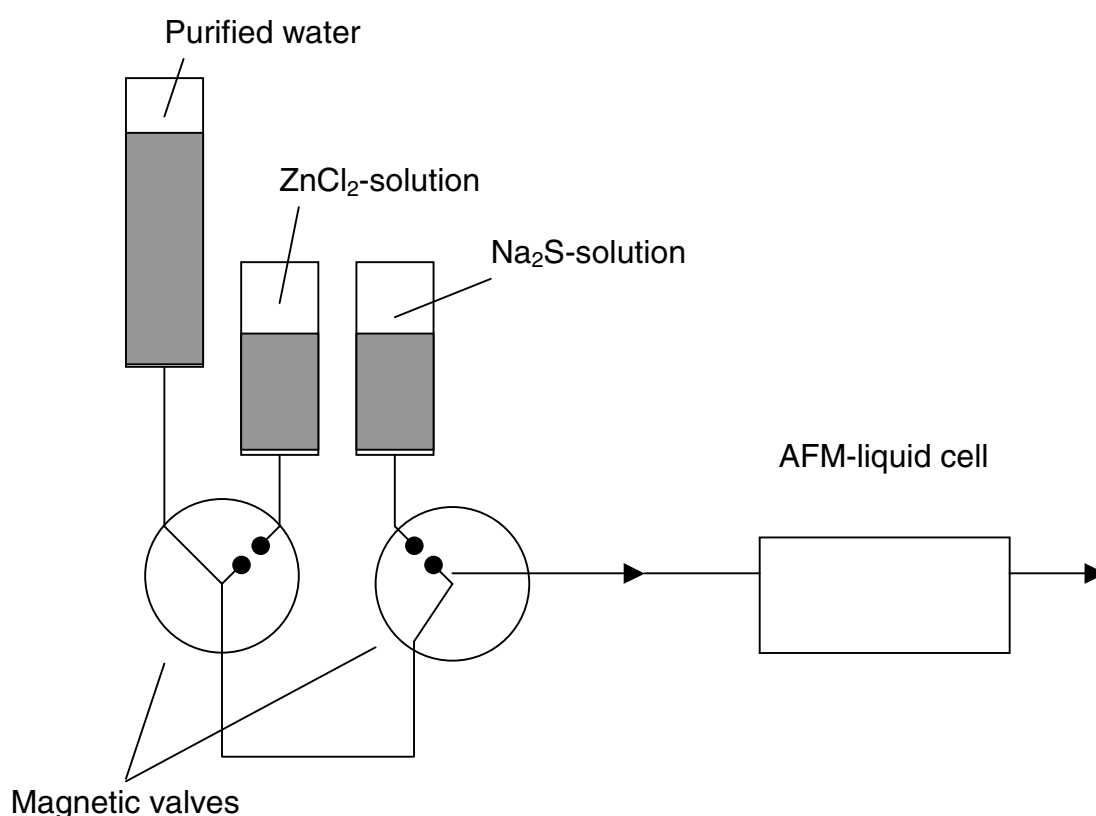 Purified water
ZnCl₂-solution
Na₂S-solution
AFM-liquid cell
Magnetic valves